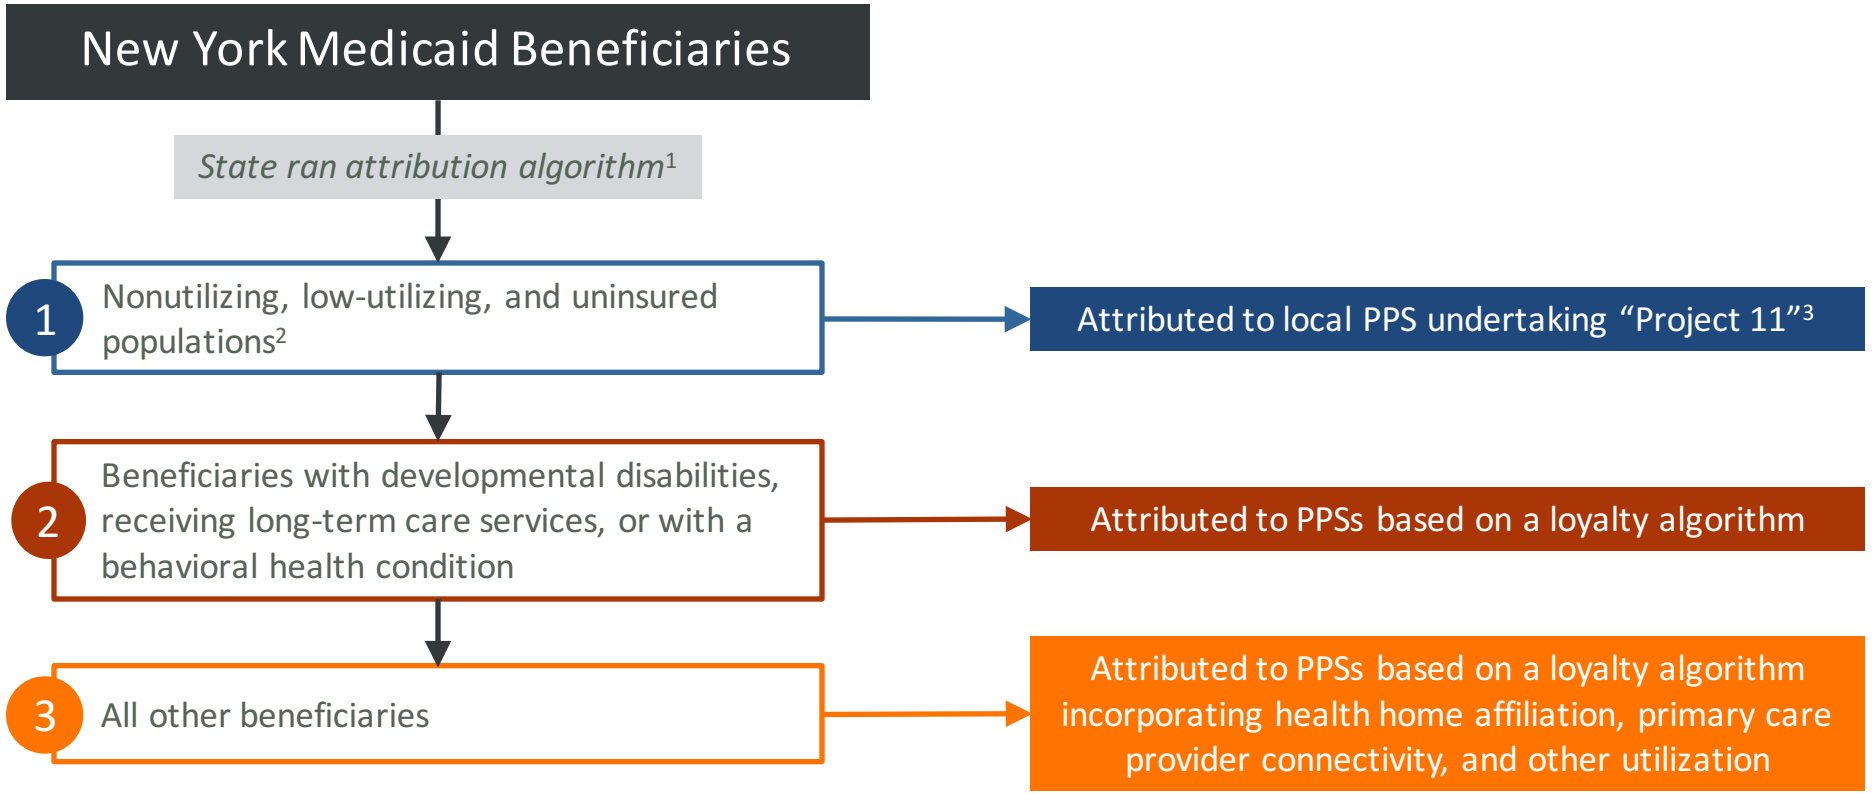 New York Medicaid Beneficiaries
State ran attribution algorithm¹
1
Nonutilizing, low-utilizing, and uninsured
populations²
Attributed to local PPS undertaking “Project 11”³
2
Beneficiaries with developmental disabilities,
receiving long-term care services, or with a
behavioral health condition
Attributed to PPSs based on a loyalty algorithm
3
All other beneficiaries
Attributed to PPSs based on a loyalty algorithm
incorporating health home affiliation, primary care
provider connectivity, and other utilization